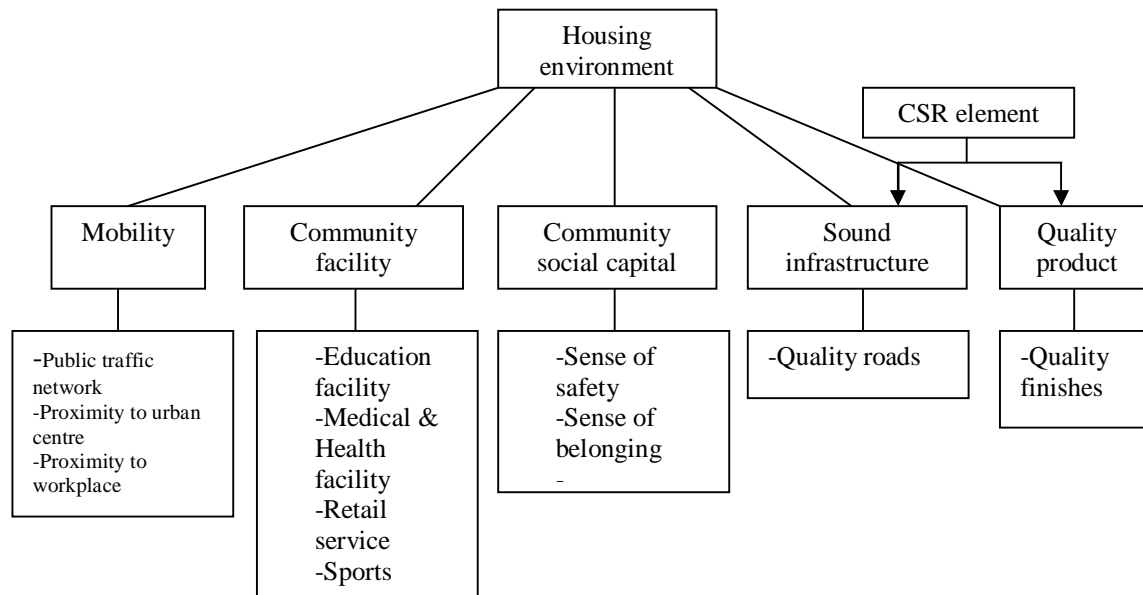 Housing
environment
CSR element
Mobility
Community
facility
Community
social capital
Sound
infrastructure
Quality
product
-Public traffic
network
-Proximity to urban
centre
-Proximity to
workplace
-Education
facility
-Medical &
Health
facility
-Retail
service
-Sports
-Sense of
safety
-Sense of
belonging
-
-Quality roads
-Quality
finishes